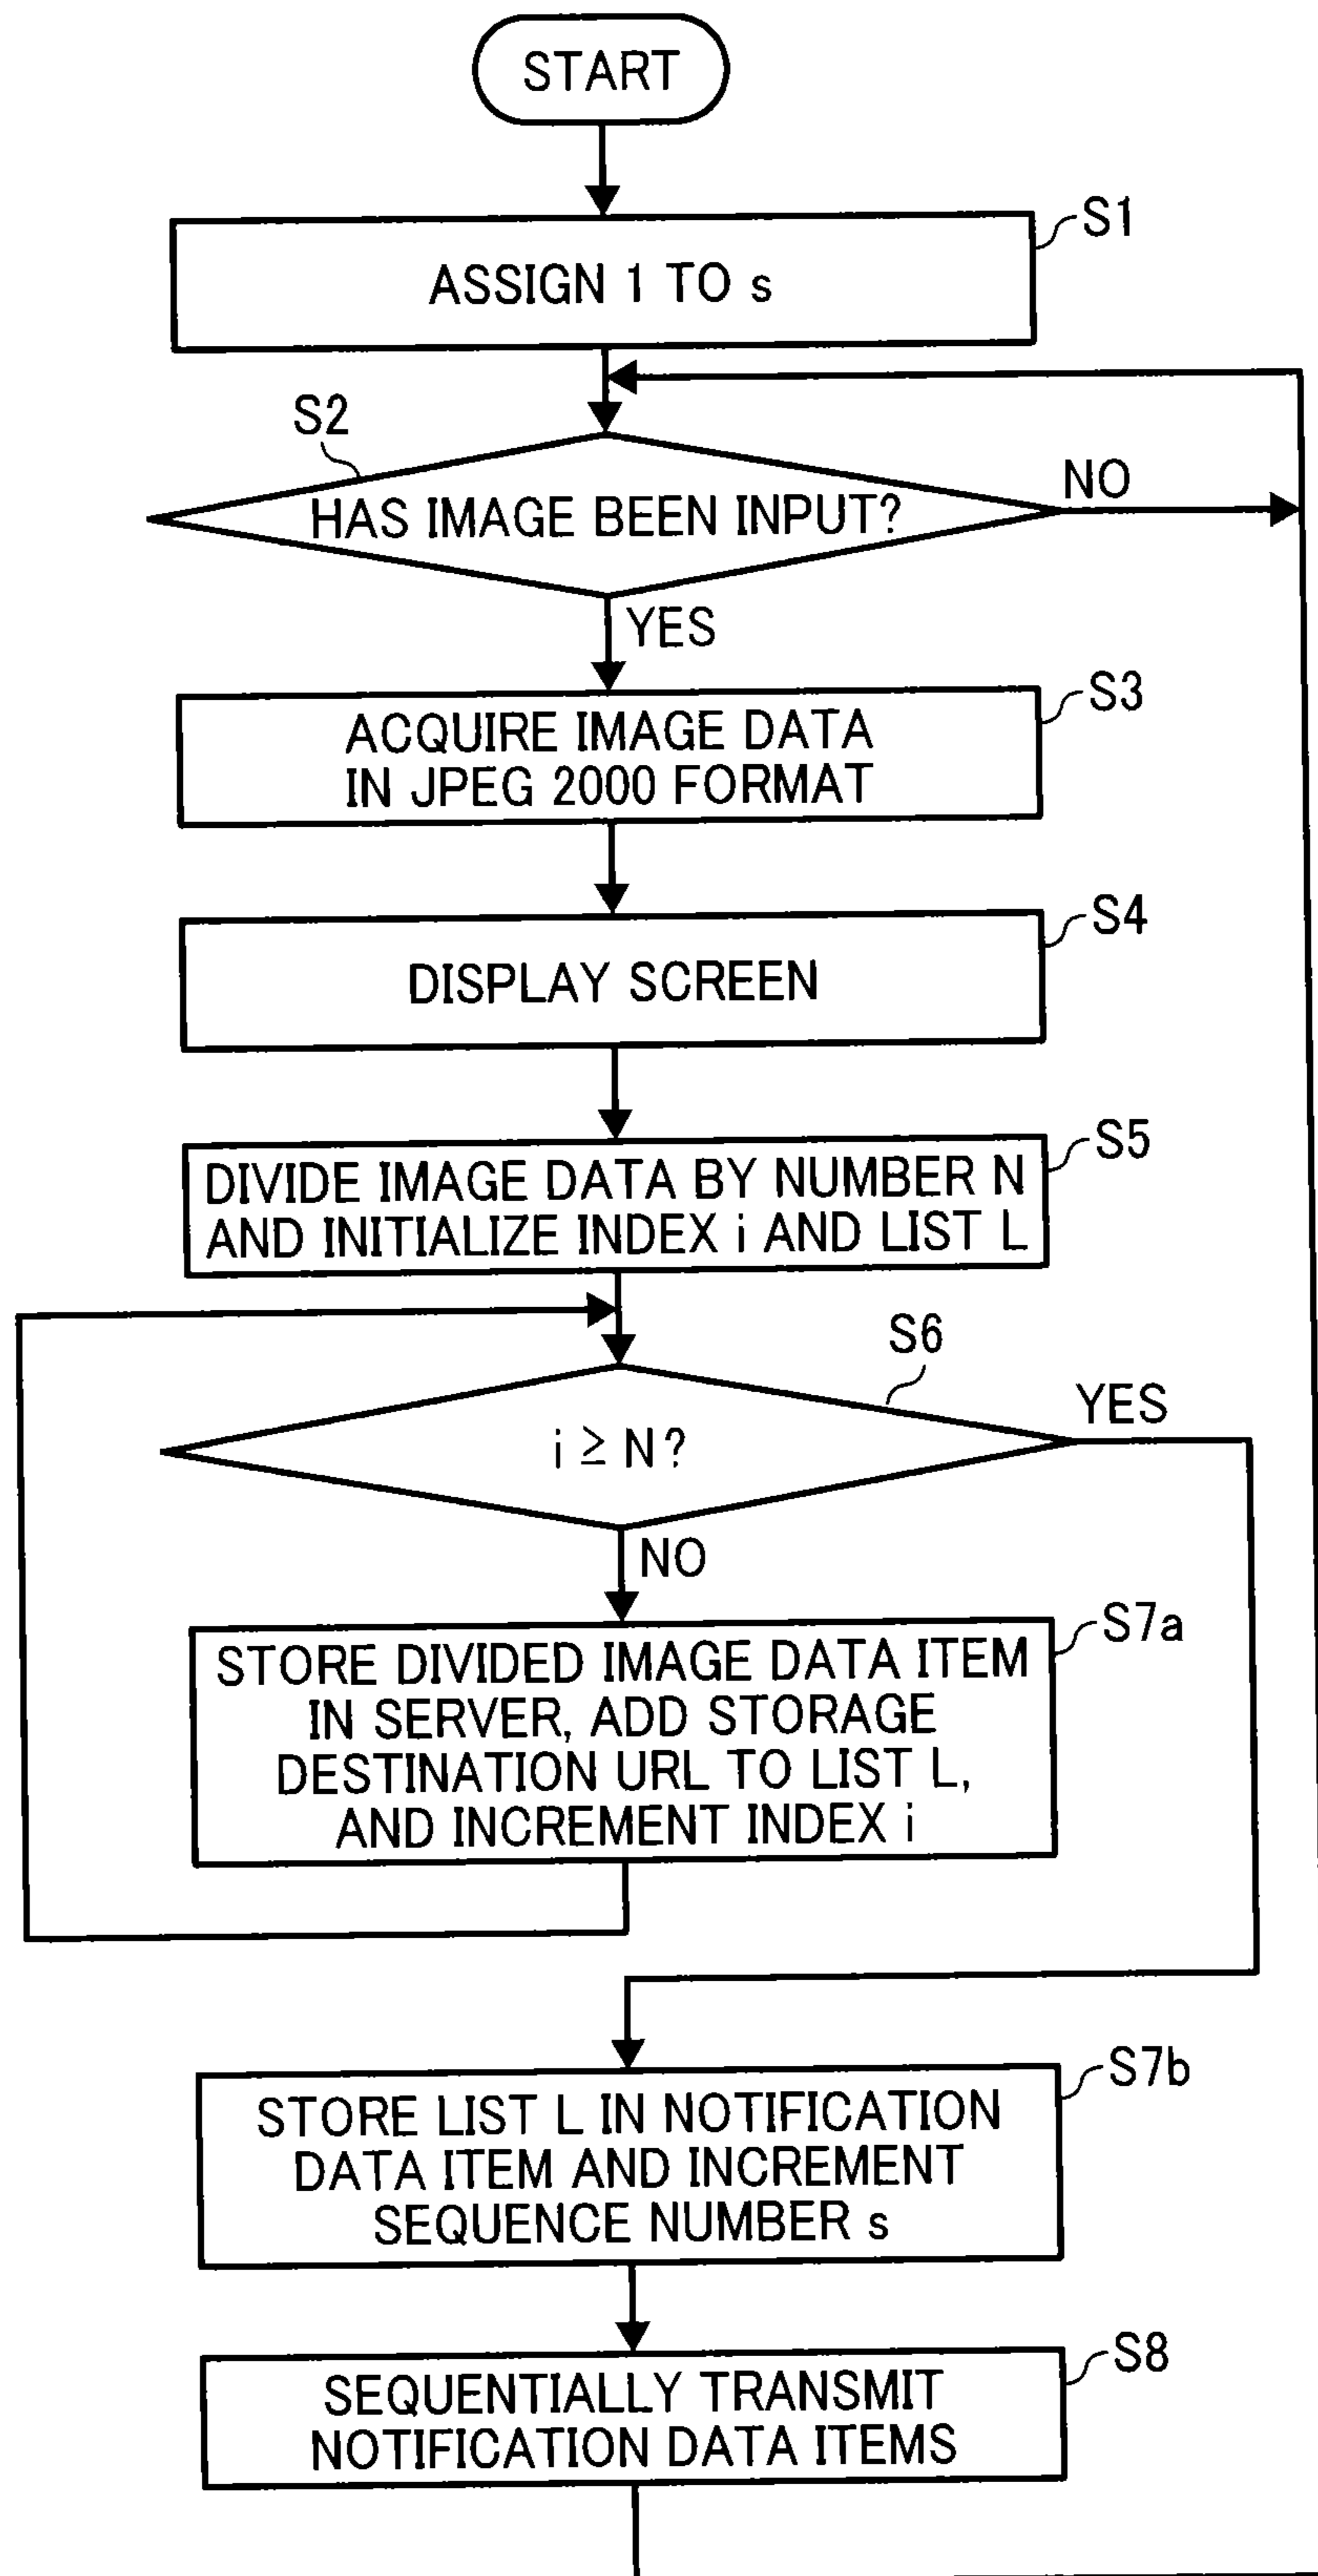 START
S1
ASSIGN 1 TO s
S2
HAS IMAGE BEEN INPUT?
NO
YES
S3
ACQUIRE IMAGE DATA
IN JPEG 2000 FORMAT
S4
DISPLAY SCREEN
S5
DIVIDE IMAGE DATA BY NUMBER N
AND INITIALIZE INDEX i AND LIST L
S6
i ≥ N?
YES
NO
S7a
STORE DIVIDED IMAGE DATA ITEM
IN SERVER, ADD STORAGE
DESTINATION URL TO LIST L,
AND INCREMENT INDEX i
S7b
STORE LIST L IN NOTIFICATION
DATA ITEM AND INCREMENT
SEQUENCE NUMBER s
S8
SEQUENTIALLY TRANSMIT
NOTIFICATION DATA ITEMS